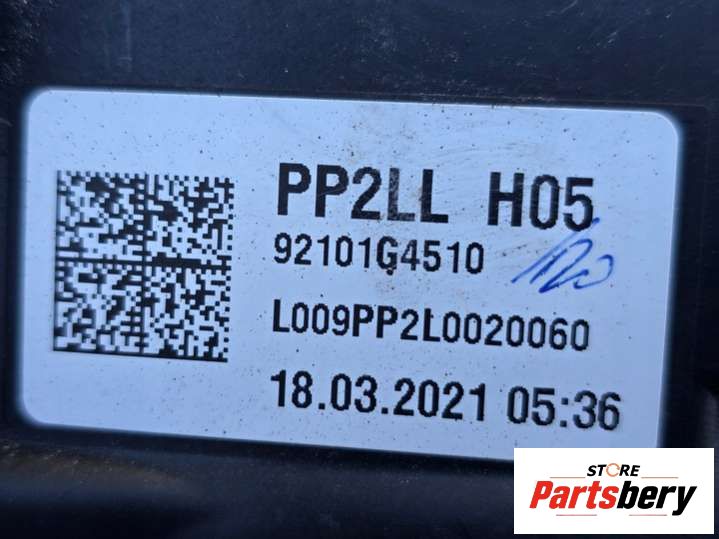 PP2LL H05
92101G4510
L009PP2L0020060
18.03.2021 05:36
STORE
Partsbery